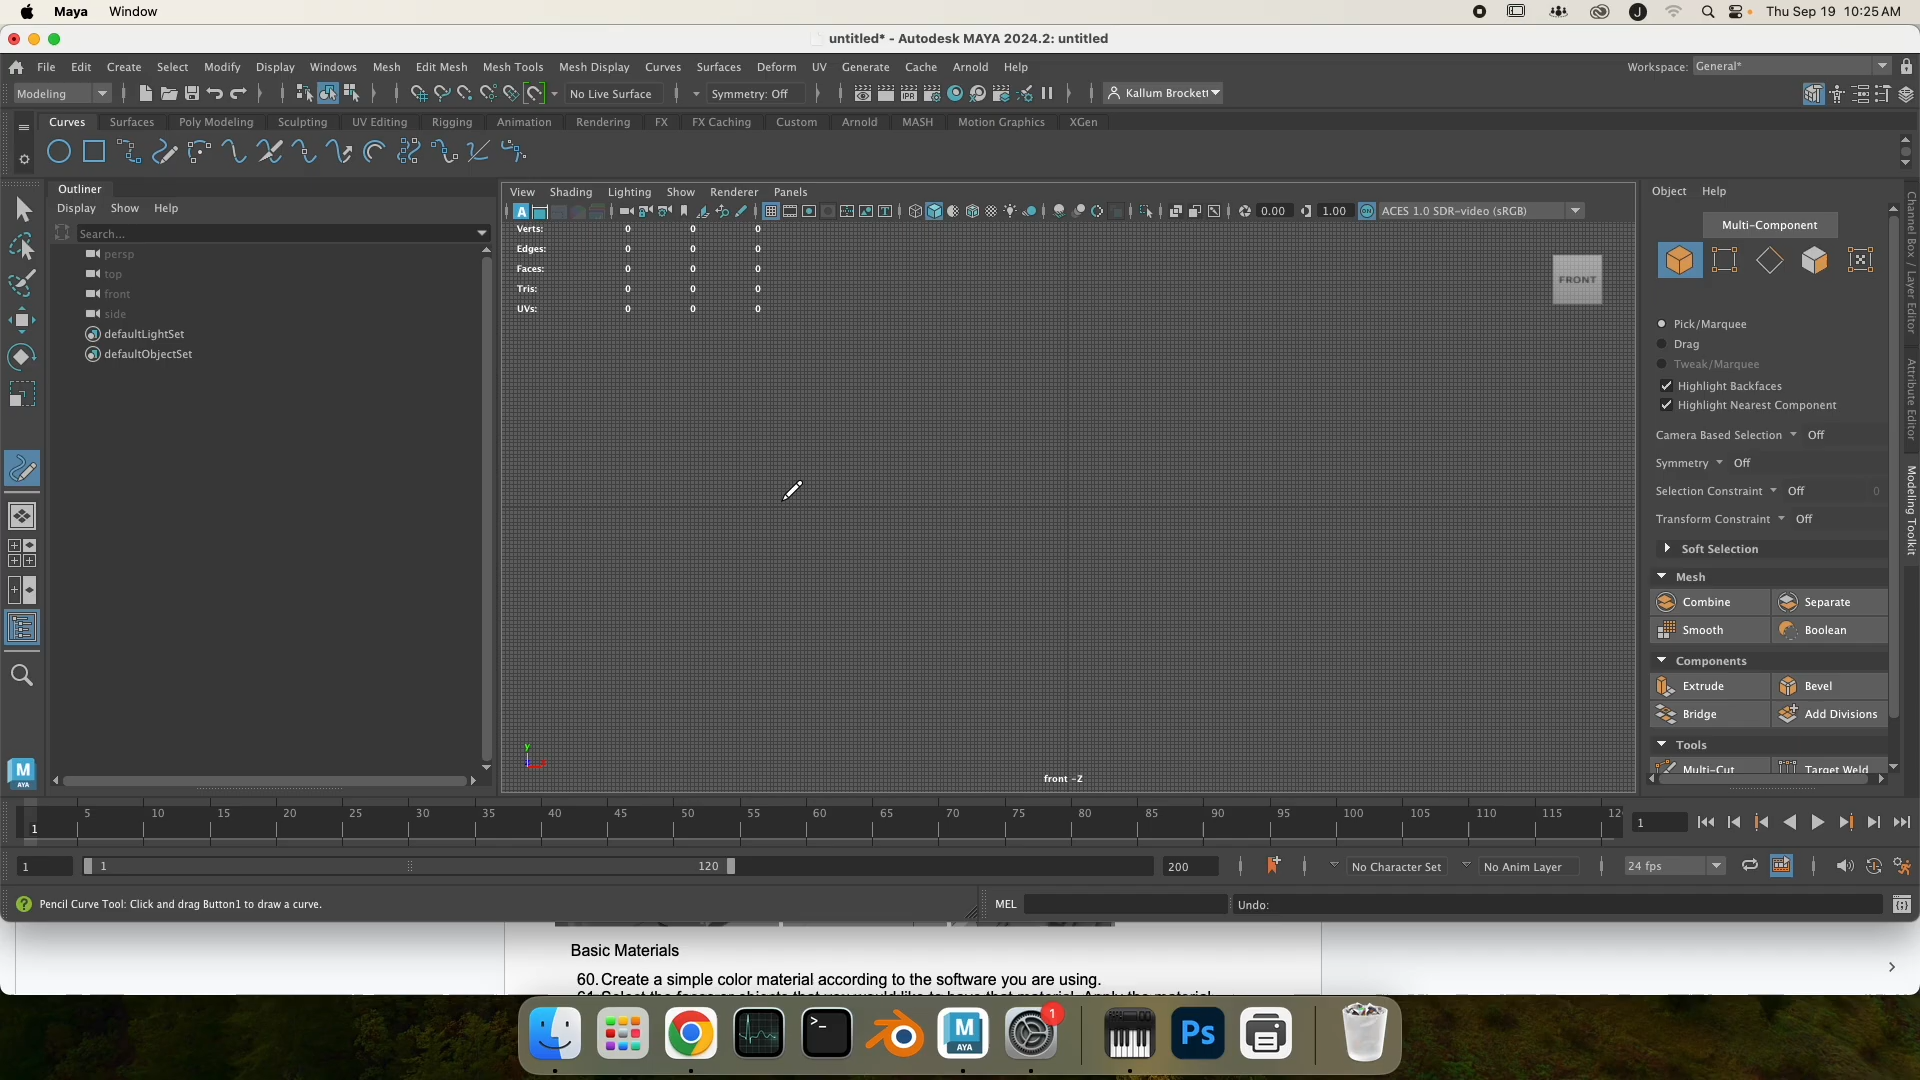 Maya Window Thu Sep 19 10:25AM
untitled* - Autodesk MAYA 2024.2: untitled
File Edit Create Select Modify Display Windows Mesh Edit Mesh Mesh Tools Mesh Display Curves Surfaces Deform UV Generate Cache Arnold Help Workspace: General*
Modeling No Live Surface Symmetry: Off Kallum Brockett
Curves Surfaces Poly Modeling Sculpting UV Editing Rigging Animation Rendering FX FX Caching Custom Arnold MASH Motion Graphics XGen
Outliner
Display Show Help
Search...
persp
top
front
side
defaultLightSet
defaultObjectSet
View Shading Lighting Show Renderer Panels
0.00 1.00 ACES 1.0 SDR-video (sRGB)
Verts: 0 0 0
Edges: 0 0 0
Faces: 0 0 0
Tris: 0 0 0
UVs: 0 0 0
FRONT
y
front -Z
Object Help
Multi-Component
Pick/Marquee
Drag
Tweak/Marquee
Highlight Backfaces
Highlight Nearest Component
Camera Based Selection Off
Symmetry Off
Selection Constraint Off 0
Transform Constraint Off
Soft Selection
Mesh
Combine Separate
Smooth Boolean
Components
Extrude Bevel
Bridge Add Divisions
Tools
Multi-Cut Target Weld
Channel Box / Layer Editor
Attribute Editor
Modeling Toolkit
5 10 15 20 25 30 35 40 45 50 55 60 65 70 75 80 85 90 95 100 105 110 115 12
1 1
1 1 120 200 No Character Set No Anim Layer 24 fps
Pencil Curve Tool: Click and drag Button1 to draw a curve. MEL Undo:
Basic Materials
60. Create a simple color material according to the software you are using.
1
M
AYA
Ps